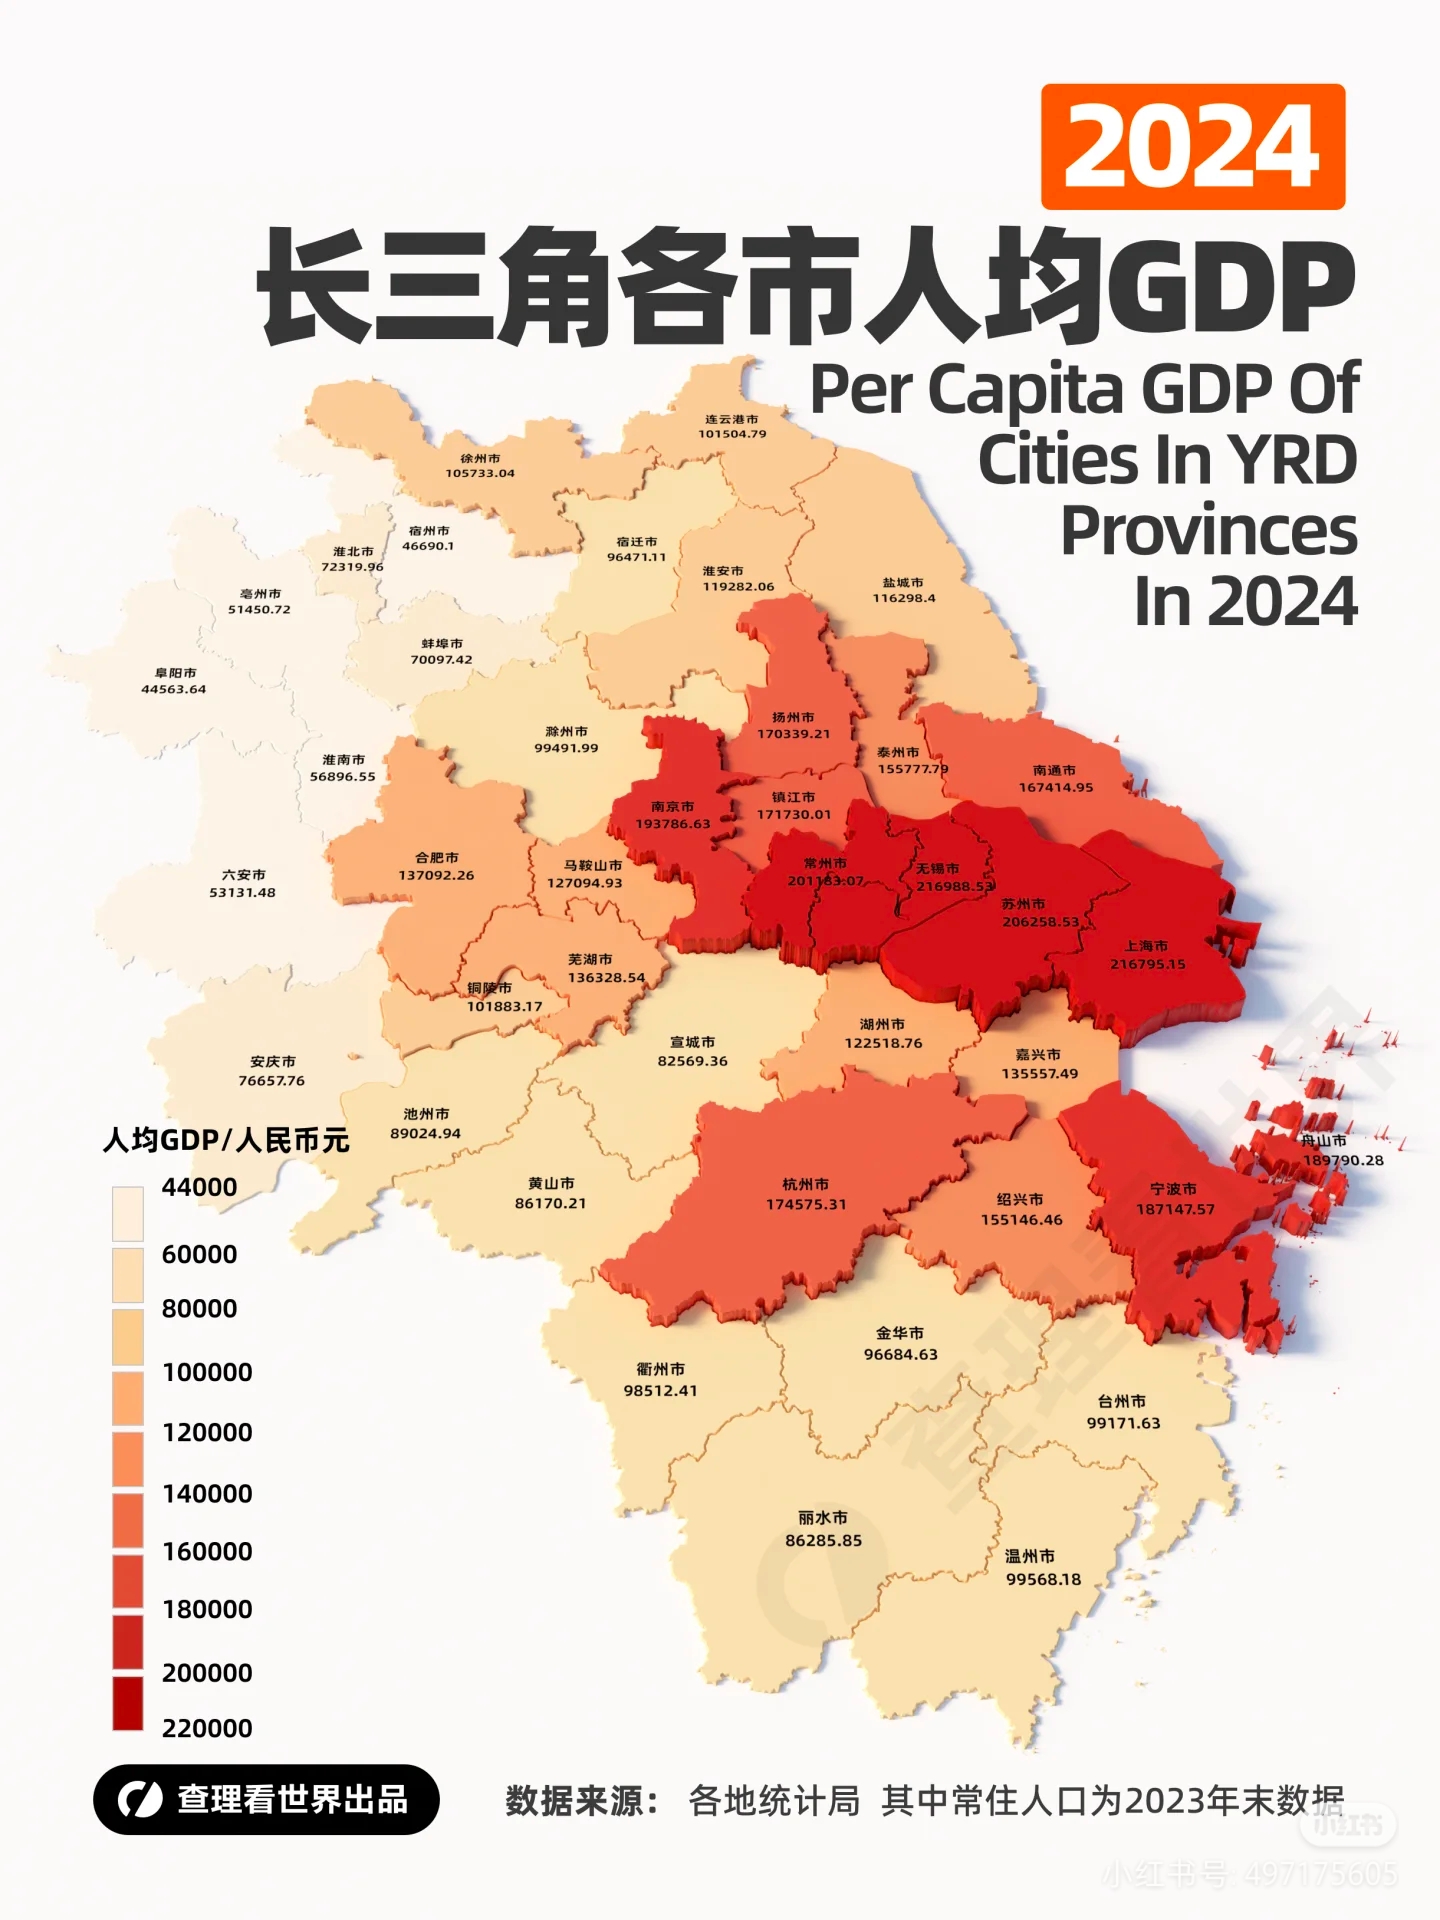 2024
长三角各市人均GDP
Per Capita GDP Of
Cities In YRD
Provinces
In 2024
连云港市
101504.79
徐州市
105733.04
宿州市
46690.1
淮北市
72319.96
宿迁市
96471.11
淮安市
119282.06
盐城市
116298.4
亳州市
51450.72
蚌埠市
70097.42
阜阳市
44563.64
滁州市
99491.99
扬州市
170339.21
泰州市
155777.79
淮南市
56896.55
南通市
167414.95
南京市
193786.63
镇江市
171730.01
合肥市
137092.26
马鞍山市
127094.93
常州市
201183.07
无锡市
216988.53
六安市
53131.48
苏州市
206258.53
上海市
216795.15
芜湖市
136328.54
铜陵市
101883.17
宣城市
82569.36
湖州市
122518.76
嘉兴市
135557.49
安庆市
76657.76
池州市
89024.94
舟山市
189790.28
黄山市
86170.21
杭州市
174575.31
绍兴市
155146.46
宁波市
187147.57
金华市
96684.63
衢州市
98512.41
台州市
99171.63
丽水市
86285.85
温州市
99568.18
人均GDP/人民币元
44000
60000
80000
100000
120000
140000
160000
180000
200000
220000
查理看世界
查理看世界出品
数据来源： 各地统计局 其中常住人口为2023年末数据
小红书
小红书号: 497175605